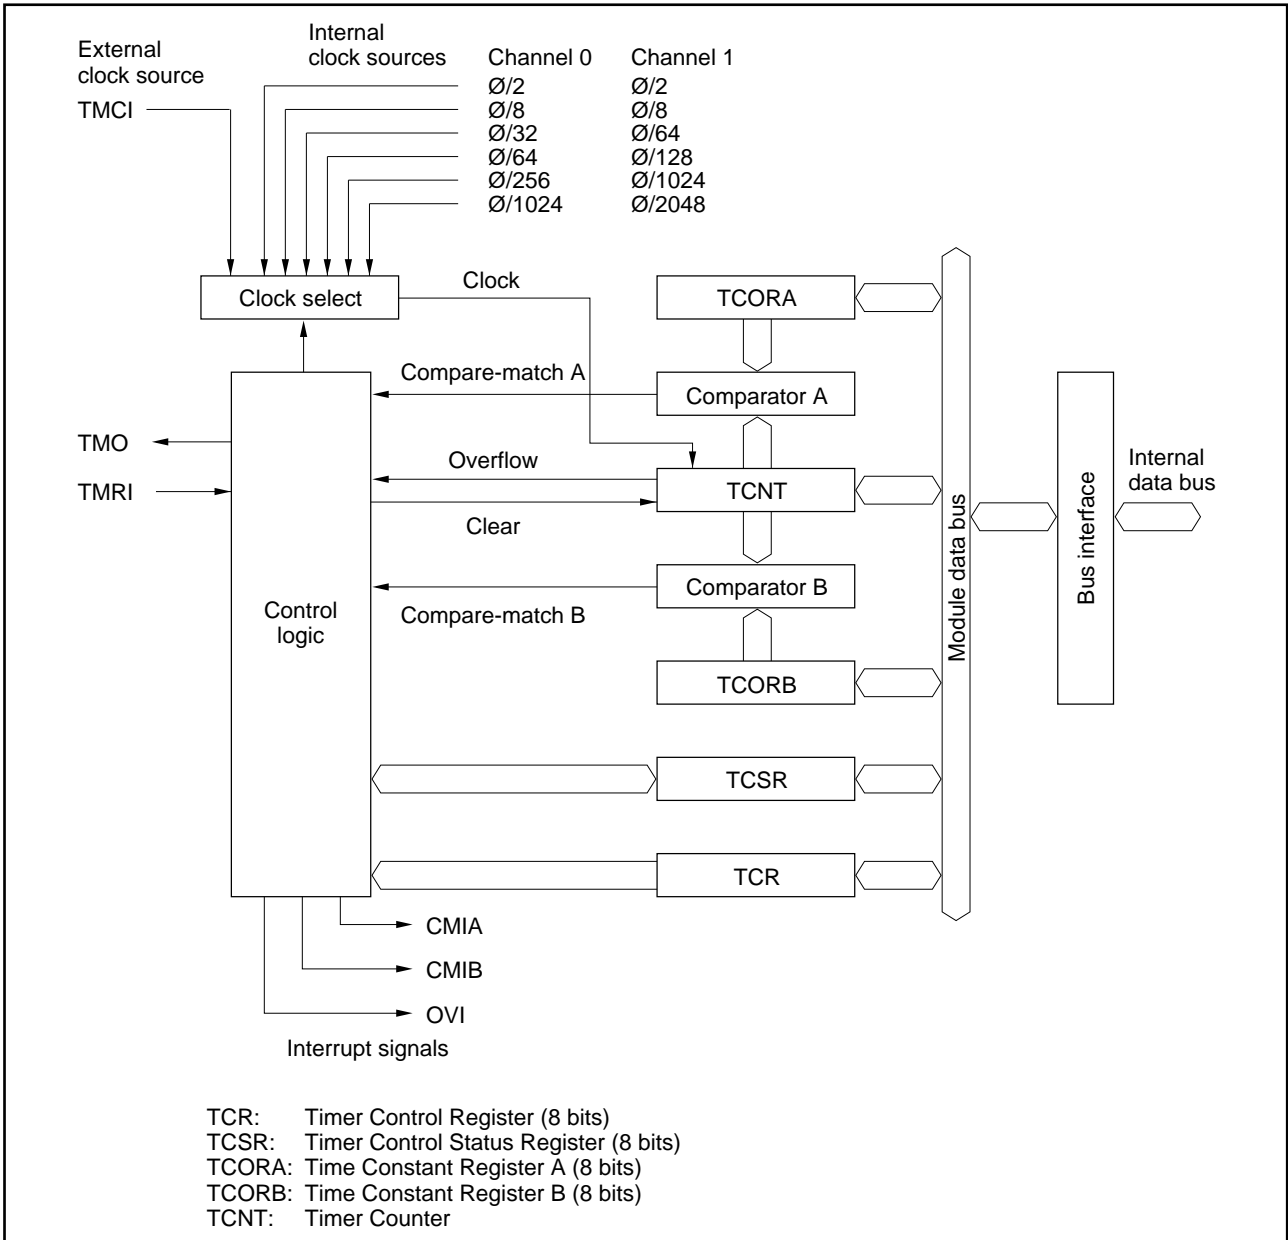 External
clock source
Internal
clock sources
Channel 0 Channel 1
TMCI
Ø/2 Ø/2
Ø/8 Ø/8
Ø/32 Ø/64
Ø/64 Ø/128
Ø/256 Ø/1024
Ø/1024 Ø/2048
Clock select
Clock
TCORA
Compare-match A
Comparator A
TMO
Overflow
TMRI
TCNT
Clear
Internal
data bus
Bus interface
Module data bus
Comparator B
Control
logic
Compare-match B
TCORB
TCSR
TCR
CMIA
CMIB
OVI
Interrupt signals
TCR: Timer Control Register (8 bits)
TCSR: Timer Control Status Register (8 bits)
TCORA: Time Constant Register A (8 bits)
TCORB: Time Constant Register B (8 bits)
TCNT: Timer Counter